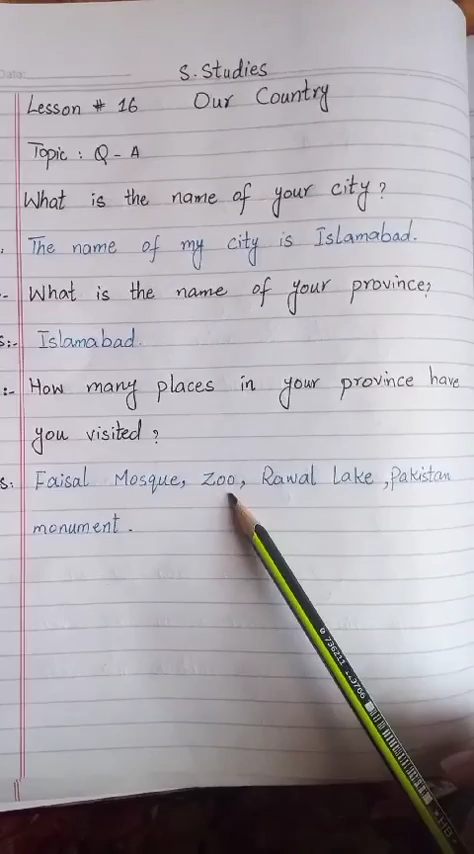 Date:
S. Studies
Lesson # 16 Our Country
Topic : Q - A
What is the name of your city?
The name of my city is Islamabad.
What is the name of your province?
s:- Islamabad.
:- How many places in your province have
you visited?
s. Faisal Mosque, Zoo, Rawal Lake, Pakistan
monument.